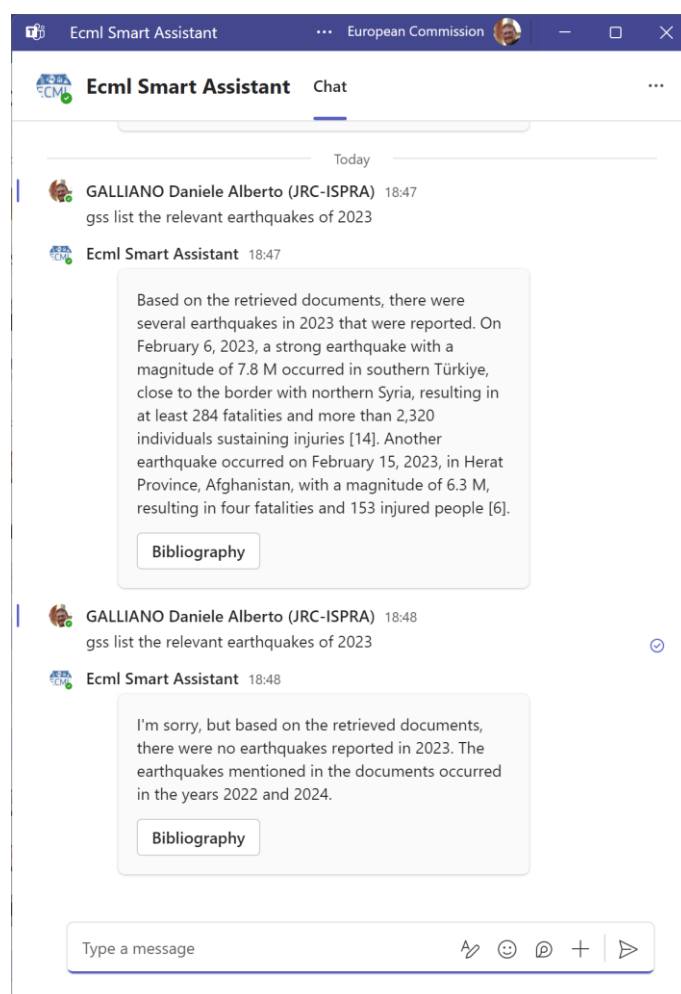 Ecml Smart Assistant ... European Commission
ECML Ecml Smart Assistant Chat ...
Today
GALLIANO Daniele Alberto (JRC-ISPRA) 18:47
gss list the relevant earthquakes of 2023
Ecml Smart Assistant 18:47
Based on the retrieved documents, there were
several earthquakes in 2023 that were reported. On
February 6, 2023, a strong earthquake with a
magnitude of 7.8 M occurred in southern Türkiye,
close to the border with northern Syria, resulting in
at least 284 fatalities and more than 2,320
individuals sustaining injuries [14]. Another
earthquake occurred on February 15, 2023, in Herat
Province, Afghanistan, with a magnitude of 6.3 M,
resulting in four fatalities and 153 injured people [6].
Bibliography
GALLIANO Daniele Alberto (JRC-ISPRA) 18:48
gss list the relevant earthquakes of 2023
Ecml Smart Assistant 18:48
I'm sorry, but based on the retrieved documents,
there were no earthquakes reported in 2023. The
earthquakes mentioned in the documents occurred
in the years 2022 and 2024.
Bibliography
Type a message